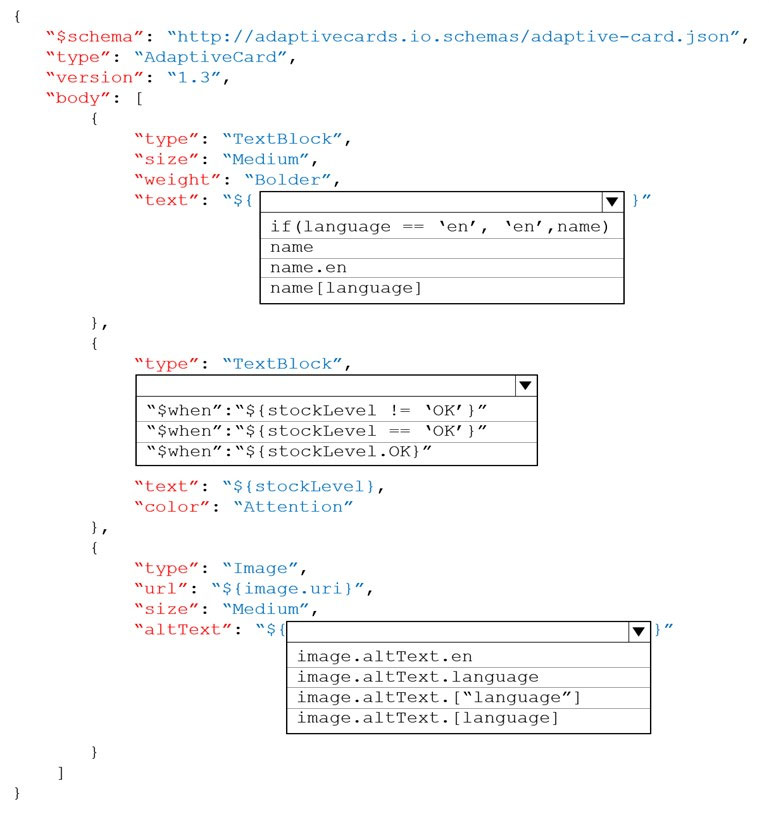 {
“$schema”: “http://adaptivecards.io.schemas/adaptive-card.json”,
“type”: “AdaptiveCard”,
“version”: “1.3”,
“body”: [
{
“type”: “TextBlock”,
“size”: “Medium”,
“weight”: “Bolder”,
“text”: “${ }”
if(language == ‘en’, ‘en’,name)
name
name.en
name[language]
},
{
“type”: “TextBlock”,
“$when”:“${stockLevel != ‘OK’}”
“$when”:“${stockLevel == ‘OK’}”
“$when”:“${stockLevel.OK}”
“text”: “${stockLevel},
“color”: “Attention”
},
{
“type”: “Image”,
“url”: “${image.uri}”,
“size”: “Medium”,
“altText”: “${ }”
image.altText.en
image.altText.language
image.altText.[“language”]
image.altText.[language]
}
]
}